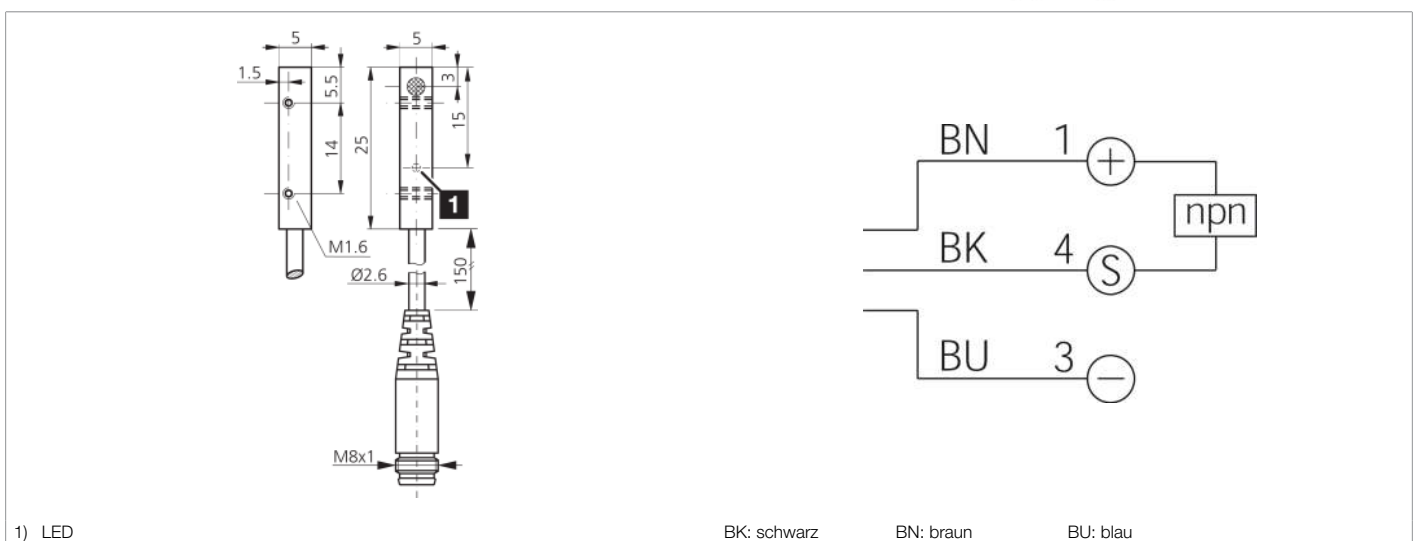 5
5
1.5
5.5
3
15
14
25
1
M1.6
Ø2.6
150
M8x1
BN 1 +
npn
BK 4 S
BU 3 −
1) LED
BK: schwarz BN: braun BU: blau